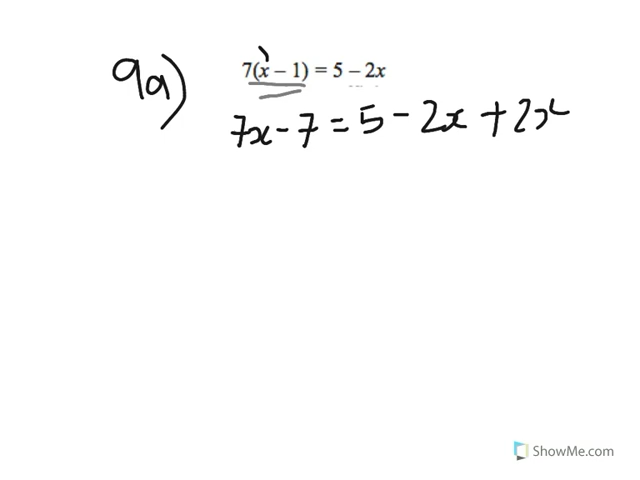 9a)
7(x – 1) = 5 – 2x
7x - 7 = 5 - 2x + 2x
ShowMe.com